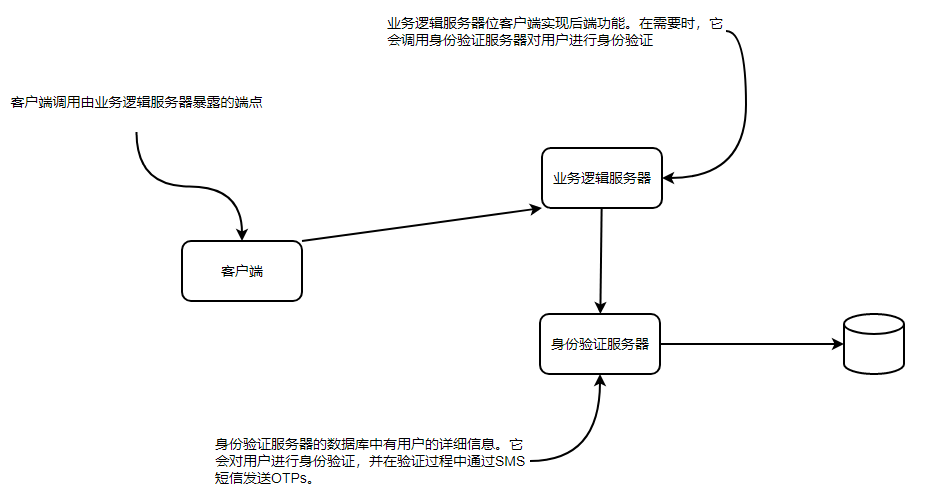 业务逻辑服务器位客户端实现后端功能。在需要时，它
会调用身份验证服务器对用户进行身份验证
客户端调用由业务逻辑服务器暴露的端点
业务逻辑服务器
客户端
身份验证服务器
身份验证服务器的数据库中有用户的详细信息。它
会对用户进行身份验证，并在验证过程中通过SMS
短信发送OTPs。